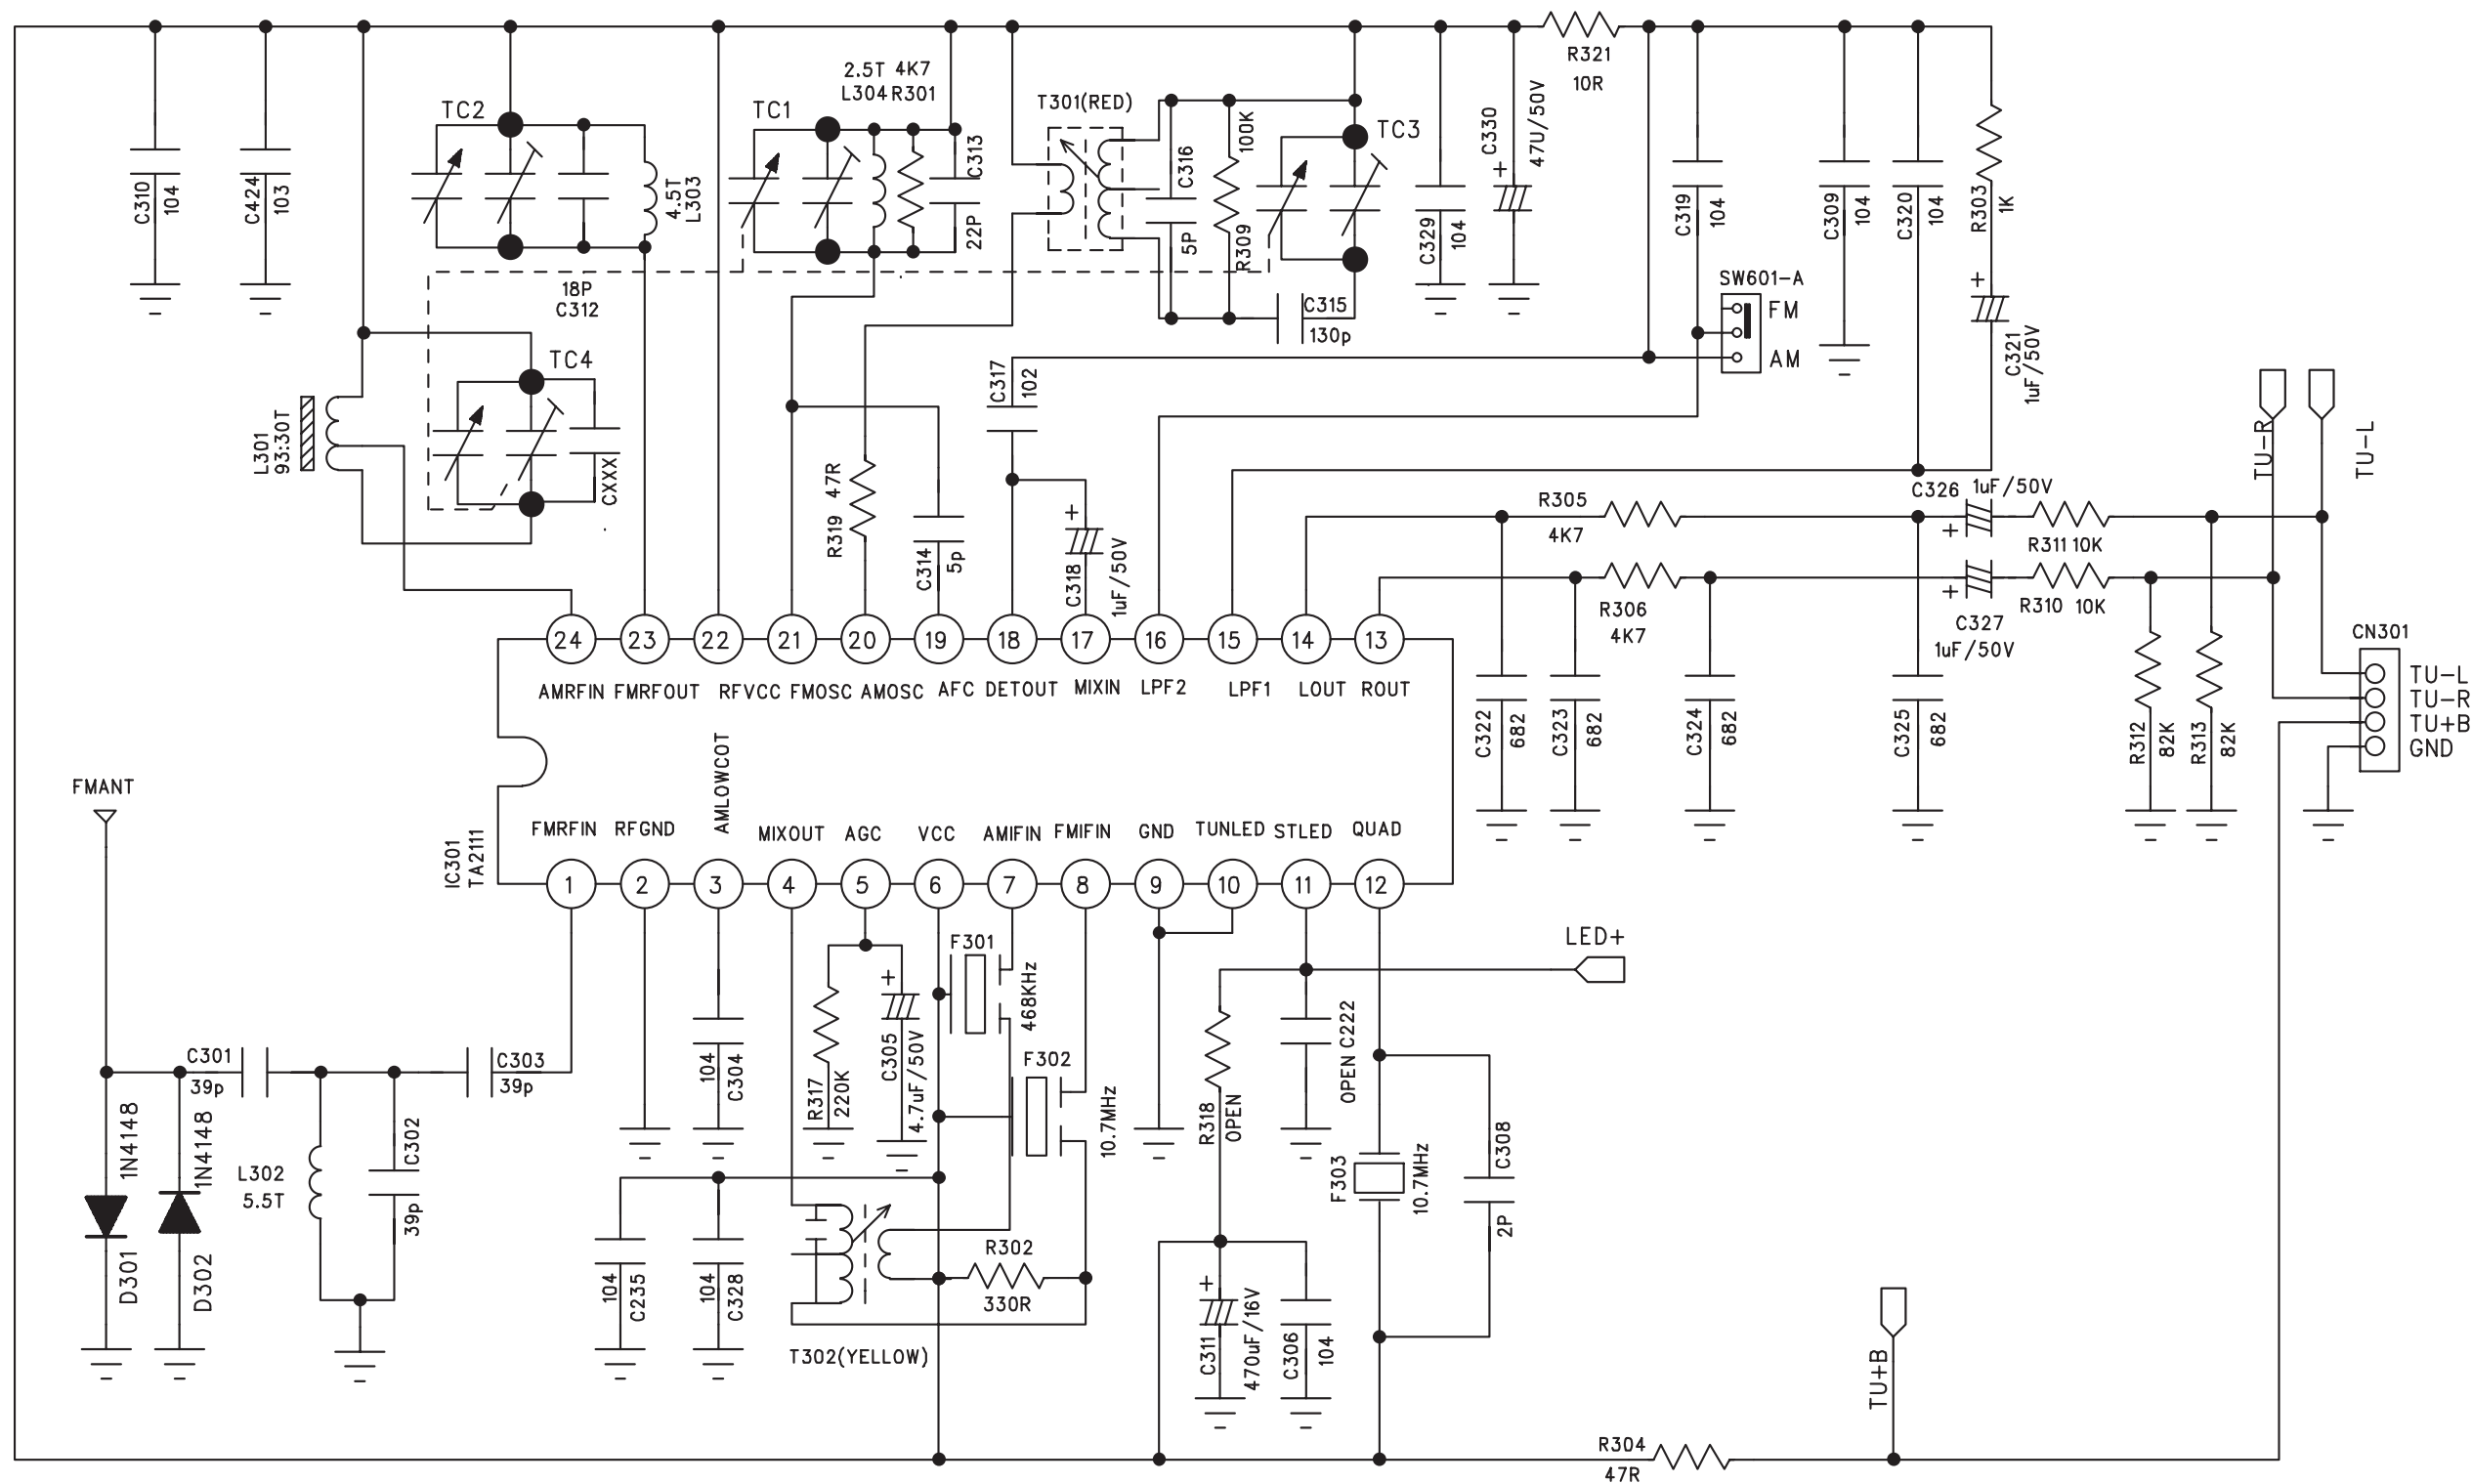 R321
10R
2.5T 4K7
L304 R301
TC2
TC1
T301(RED)
TC3
C310
104
C424
103
4.5T
L303
C313
22P
C316
5P
100K
R309
C329
104
C330
47U/50V
C319
104
C309
104
C320
104
R303
1K
18P
C312
C315
130p
SW601-A
FM
AM
C321
1uF/50V
TC4
L301
93:30T
CXXX
C317
102
R319
47R
C314
5p
C318
1uF/50V
TU-R
TU-L
R305
4K7
C326
1uF/50V
R311 10K
R306
4K7
C327
1uF/50V
R310 10K
CN301
TU-L
TU-R
TU+B
GND
24
23
22
21
20
19
18
17
16
15
14
13
AMRFIN
FMRFOUT
RFVCC
FMOSC
AMOSC
AFC
DETOUT
MIXIN
LPF2
LPF1
LOUT
ROUT
C322
682
C323
682
C324
682
C325
682
R312
82K
R313
82K
FMANT
IC301
TA2111
FMRFIN
RFGND
AMLOWCOT
MIXOUT
AGC
VCC
AMIFIN
FMIFIN
GND
TUNLED
STLED
QUAD
1
2
3
4
5
6
7
8
9
10
11
12
LED+
F301
468KHz
F302
10.7MHz
C301
39p
C303
39p
104
C304
R317
220K
C305
4.7uF/50V
R318
OPEN
OPEN C222
F303
10.7MHz
C308
2P
1N4148
D301
1N4148
D302
L302
5.5T
C302
39p
104
C235
104
C328
R302
330R
T302(YELLOW)
C311
470uF/16V
C306
104
TU+B
R304
47R